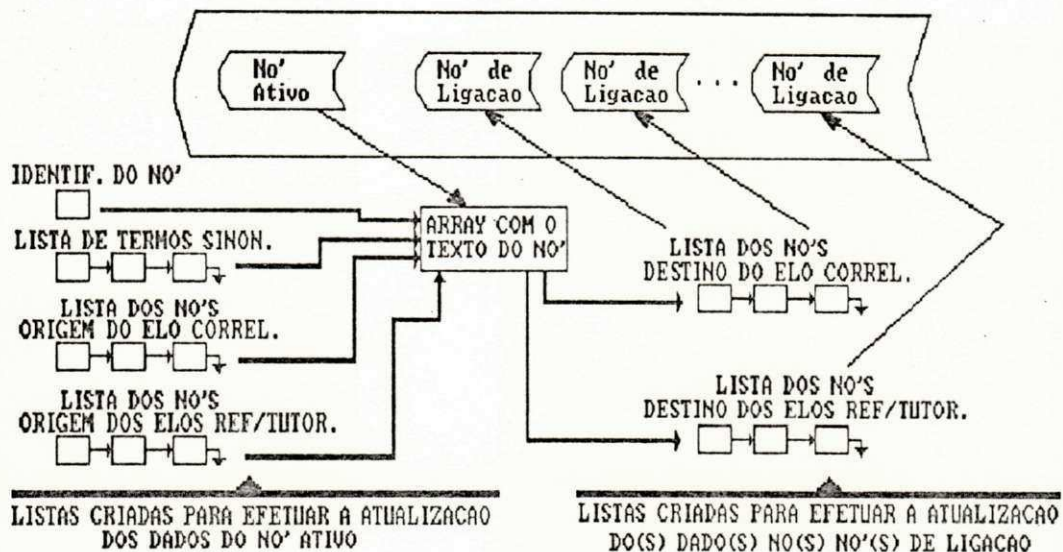 No'
Ativo
No' de
Ligacao
No' de
Ligacao
...
No' de
Ligacao
IDENTIF. DO NO'
LISTA DE TERMOS SINON.
LISTA DOS NO'S
ORIGEM DO ELO CORREL.
LISTA DOS NO'S
ORIGEM DOS ELOS REF/TUTOR.
ARRAY COM O
TEXTO DO NO'
LISTA DOS NO'S
DESTINO DO ELO CORREL.
LISTA DOS NO'S
DESTINO DOS ELOS REF/TUTOR.
LISTAS CRIADAS PARA EFETUAR A ATUALIZACAO
DOS DADOS DO NO' ATIVO
LISTAS CRIADAS PARA EFETUAR A ATUALIZACAO
DO(S) DADO(S) NO(S) NO'(S) DE LIGACAO